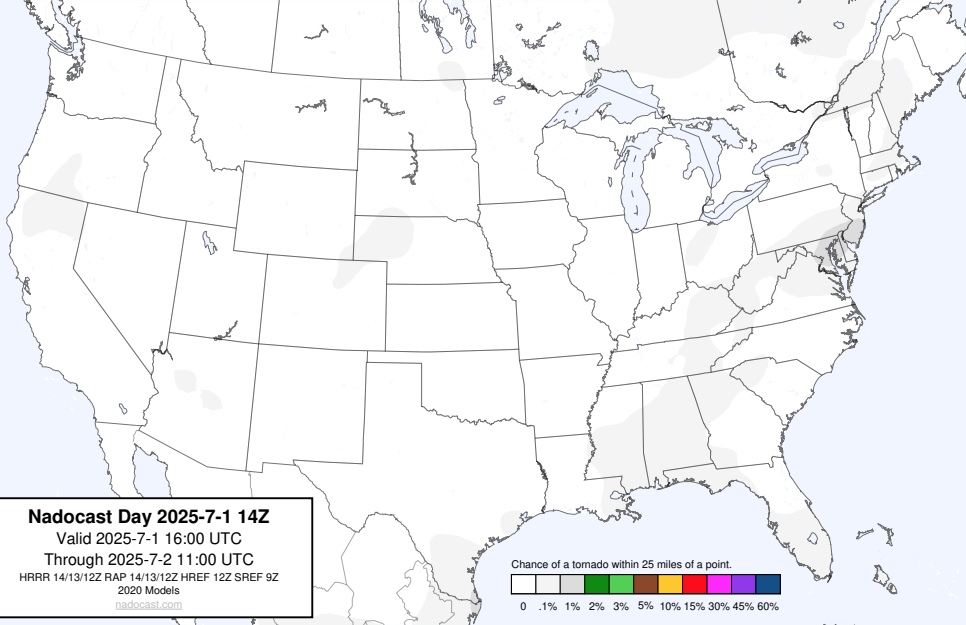 Nadocast Day 2025-7-1 14Z
Valid 2025-7-1 16:00 UTC
Through 2025-7-2 11:00 UTC
HRRR 14/13/12Z RAP 14/13/12Z HREF 12Z SREF 9Z
2020 Models
nadocast.com
Chance of a tornado within 25 miles of a point.
0 .1% 1% 2% 3% 5% 10% 15% 30% 45% 60%